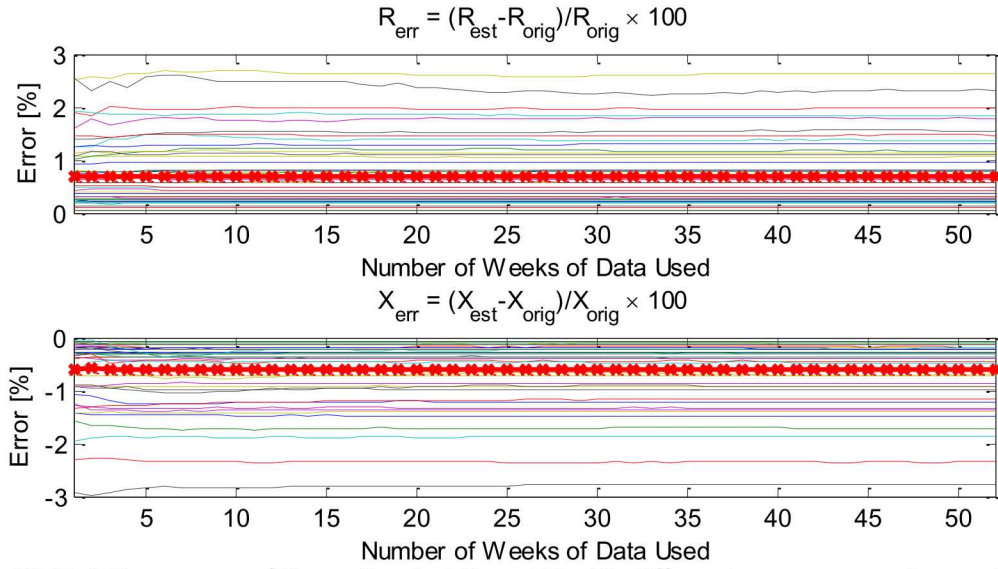 R_err = (R_est-R_orig)/R_orig × 100
3
2
1
0
Error [%]
5 10 15 20 25 30 35 40 45 50
Number of Weeks of Data Used
X_err = (X_est-X_orig)/X_orig × 100
0
-1
-2
-3
Error [%]
5 10 15 20 25 30 35 40 45 50
Number of Weeks of Data Used